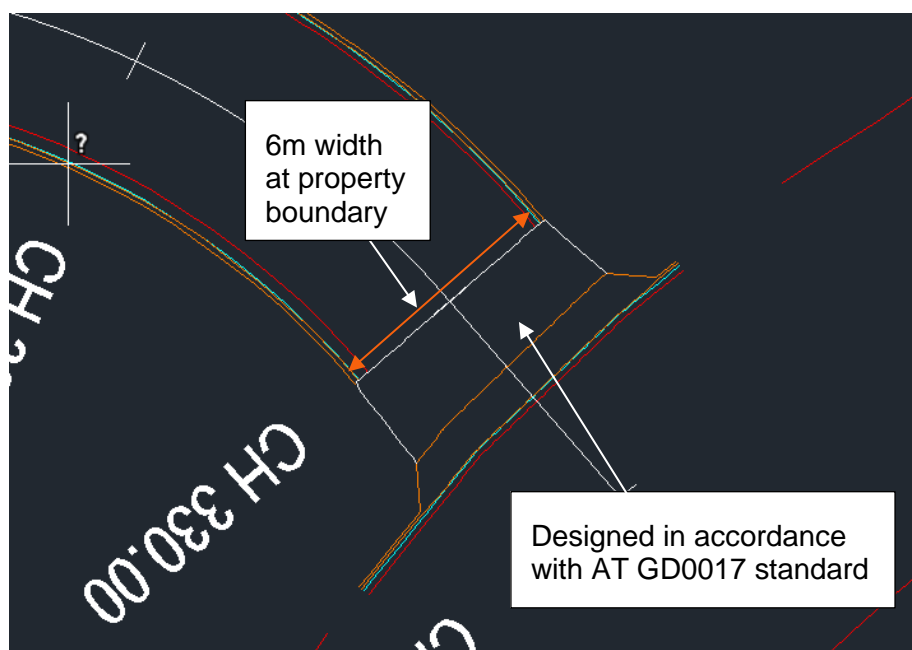 ?
6m width
at property
boundary
CH 330.00
Designed in accordance
with AT GD0017 standard